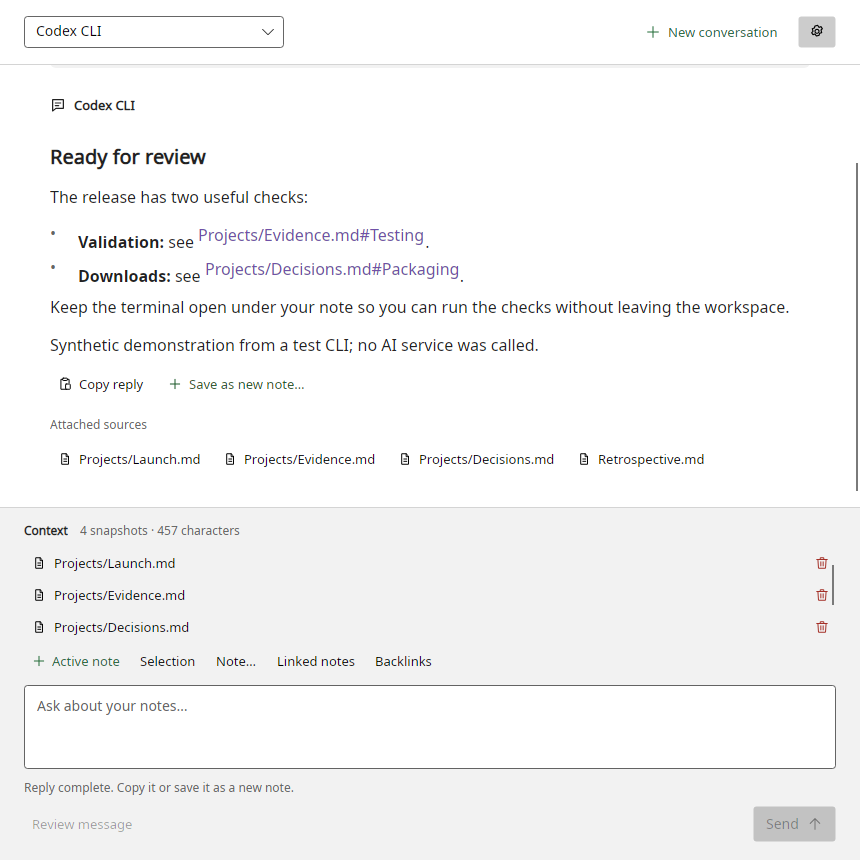 Codex CLI
New conversation
Codex CLI
Ready for review
The release has two useful checks:
• Validation: see Projects/Evidence.md#Testing.
• Downloads: see Projects/Decisions.md#Packaging.
Keep the terminal open under your note so you can run the checks without leaving the workspace.
Synthetic demonstration from a test CLI; no AI service was called.
Copy reply + Save as new note...
Attached sources
Projects/Launch.md Projects/Evidence.md Projects/Decisions.md Retrospective.md
Context 4 snapshots · 457 characters
Projects/Launch.md
Projects/Evidence.md
Projects/Decisions.md
+ Active note Selection Note... Linked notes Backlinks
Ask about your notes...
Reply complete. Copy it or save it as a new note.
Review message Send ↑